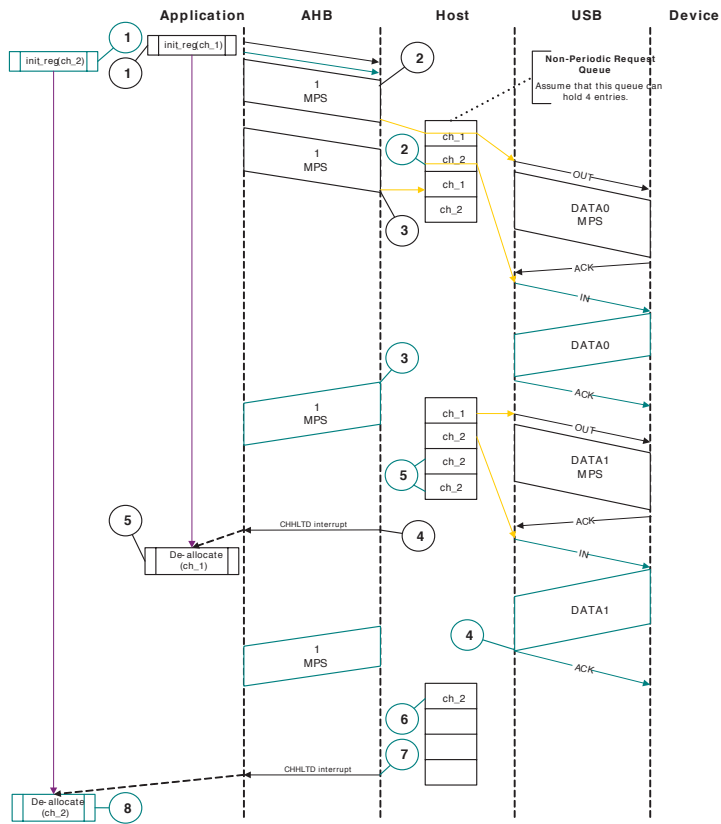 Application
AHB
Host
USB
Device
1
init_reg(ch_2)
init_reg(ch_1)
1
2
Non-Periodic Request
Queue
Assume that this queue can
hold 4 entries.
1
MPS
ch_1
2
ch_2
1
MPS
ch_1
ch_2
OUT
3
DATA0
MPS
ACK
IN
3
DATA0
ACK
1
MPS
ch_1
OUT
ch_2
ch_2
5
ch_2
DATA1
MPS
5
CHHLTD interrupt
4
ACK
De-allocate
(ch_1)
IN
DATA1
4
1
MPS
ACK
ch_2
6
7
CHHLTD interrupt
De-allocate
(ch_2)
8